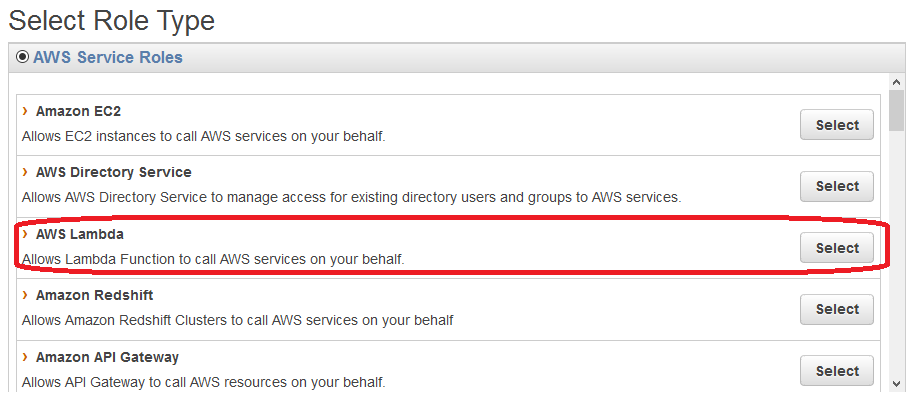 Select Role Type
AWS Service Roles
Amazon EC2
Allows EC2 instances to call AWS services on your behalf.
Select
AWS Directory Service
Allows AWS Directory Service to manage access for existing directory users and groups to AWS services.
Select
AWS Lambda
Allows Lambda Function to call AWS services on your behalf.
Select
Amazon Redshift
Allows Amazon Redshift Clusters to call AWS services on your behalf
Select
Amazon API Gateway
Allows API Gateway to call AWS resources on your behalf.
Select